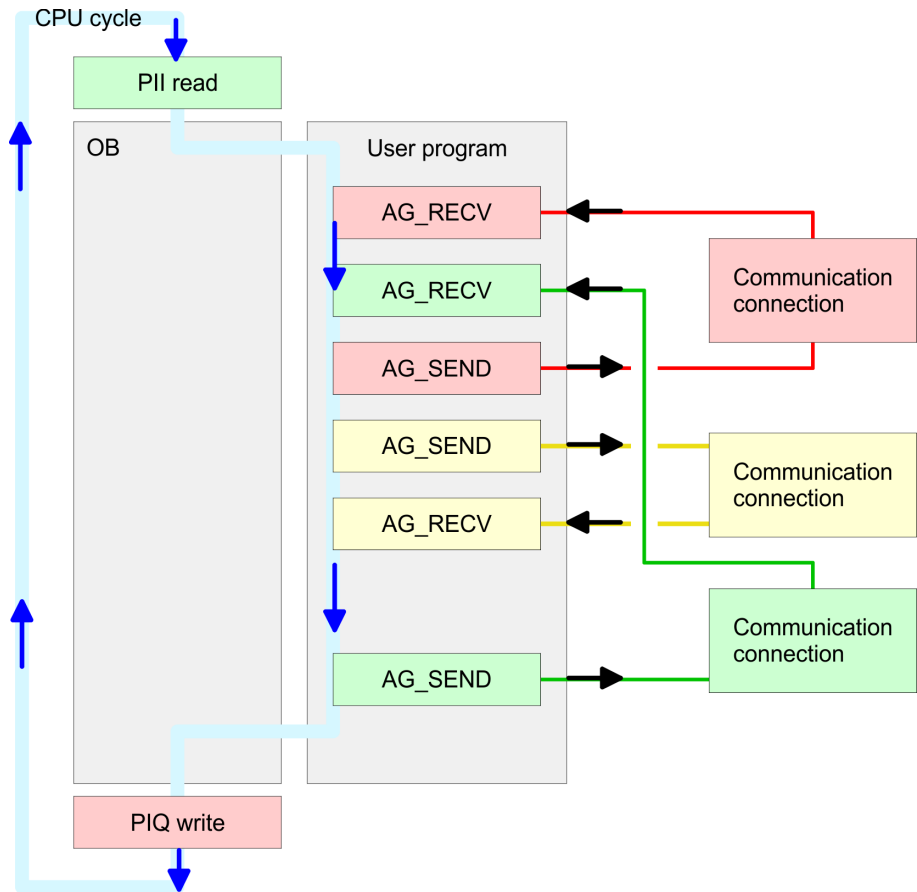 CPU cycle
PII read
OB
User program
AG_RECV
Communication
connection
AG_RECV
AG_SEND
AG_SEND
Communication
connection
AG_RECV
Communication
connection
AG_SEND
PIQ write